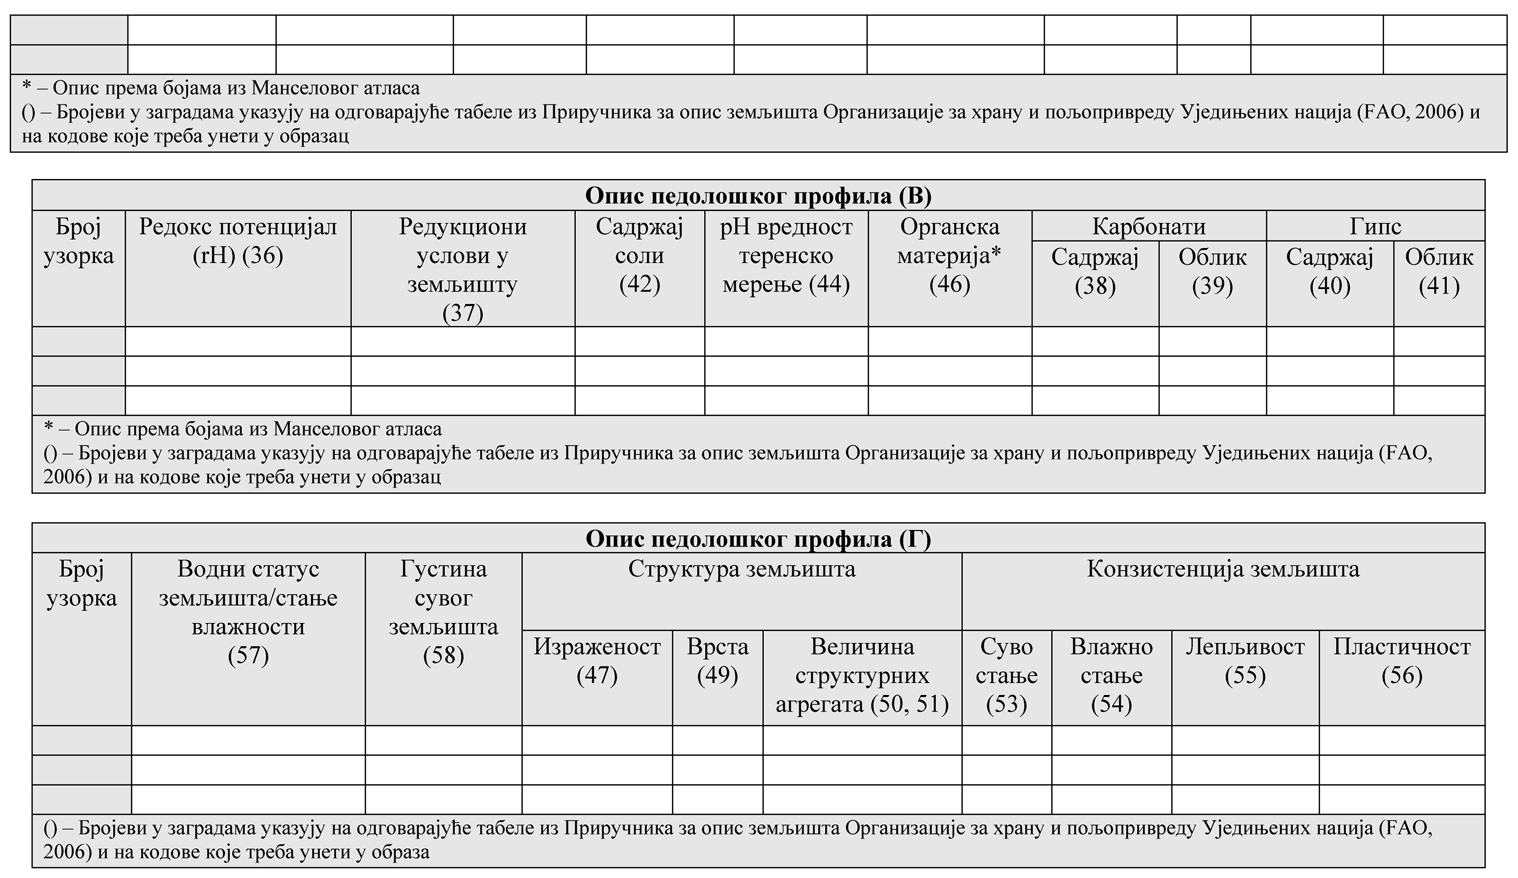 * – Опис према бојама из Манселовог атласа
() – Бројеви у заградама указују на одговарајуће табеле из Приручника за опис земљишта Организације за храну и пољопривреду Уједињених нација (FAO, 2006) и
на кодове које треба унети у образац
Опис педолошког профила (В)
Број
узорка
Редокс потенцијал
(rH) (36)
Редукциони
услови у
земљишту
(37)
Садржај
соли
(42)
pH вредност
теренско
мерење (44)
Органска
материја*
(46)
Карбонати
Садржај
(38)
Облик
(39)
Гипс
Садржај
(40)
Облик
(41)
* – Опис према бојама из Манселовог атласа
() – Бројеви у заградама указују на одговарајуће табеле из Приручника за опис земљишта Организације за храну и пољопривреду Уједињених нација (FAO,
2006) и на кодове које треба унети у образац
Опис педолошког профила (Г)
Број
узорка
Водни статус
земљишта/стање
влажности
(57)
Густина
сувог
земљишта
(58)
Структура земљишта
Израженост
(47)
Врста
(49)
Величина
структурних
агрегата (50, 51)
Конзистенција земљишта
Суво
стање
(53)
Влажно
стање
(54)
Лепљивост
(55)
Пластичност
(56)
() – Бројеви у заградама указују на одговарајуће табеле из Приручника за опис земљишта Организације за храну и пољопривреду Уједињених нација (FAO,
2006) и на кодове које треба унети у образа